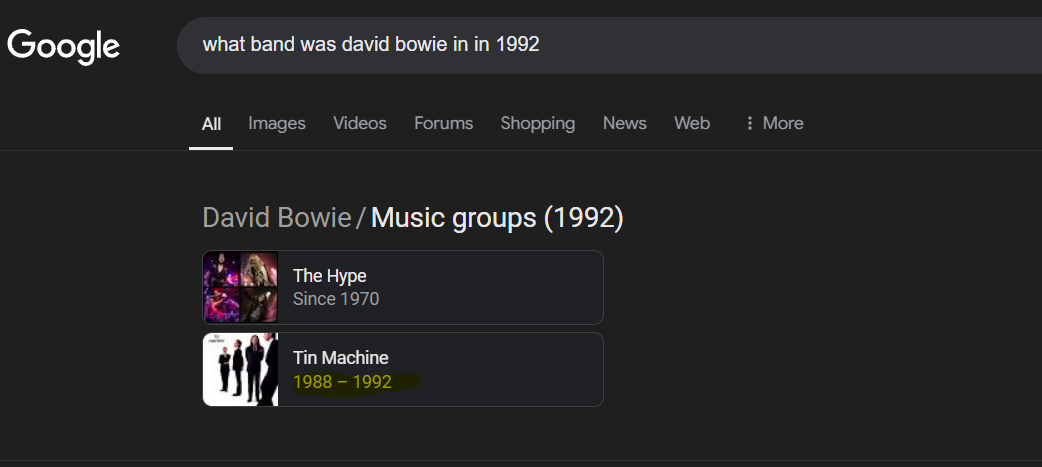 Google
what band was david bowie in in 1992
All Images Videos Forums Shopping News Web More
David Bowie / Music groups (1992)
The Hype
Since 1970
Tin Machine
1988 – 1992